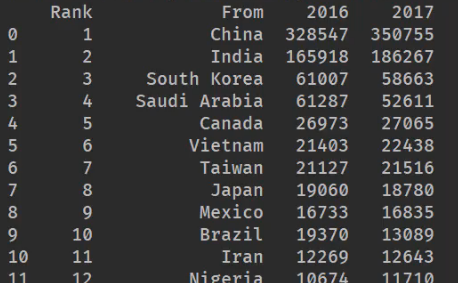 Rank From 2016 2017
0 1 China 328547 350755
1 2 India 165918 186267
2 3 South Korea 61007 58663
3 4 Saudi Arabia 61287 52611
4 5 Canada 26973 27065
5 6 Vietnam 21403 22438
6 7 Taiwan 21127 21516
7 8 Japan 19060 18780
8 9 Mexico 16733 16835
9 10 Brazil 19370 13089
10 11 Iran 12269 12643
11 12 Nigeria 10674 11710